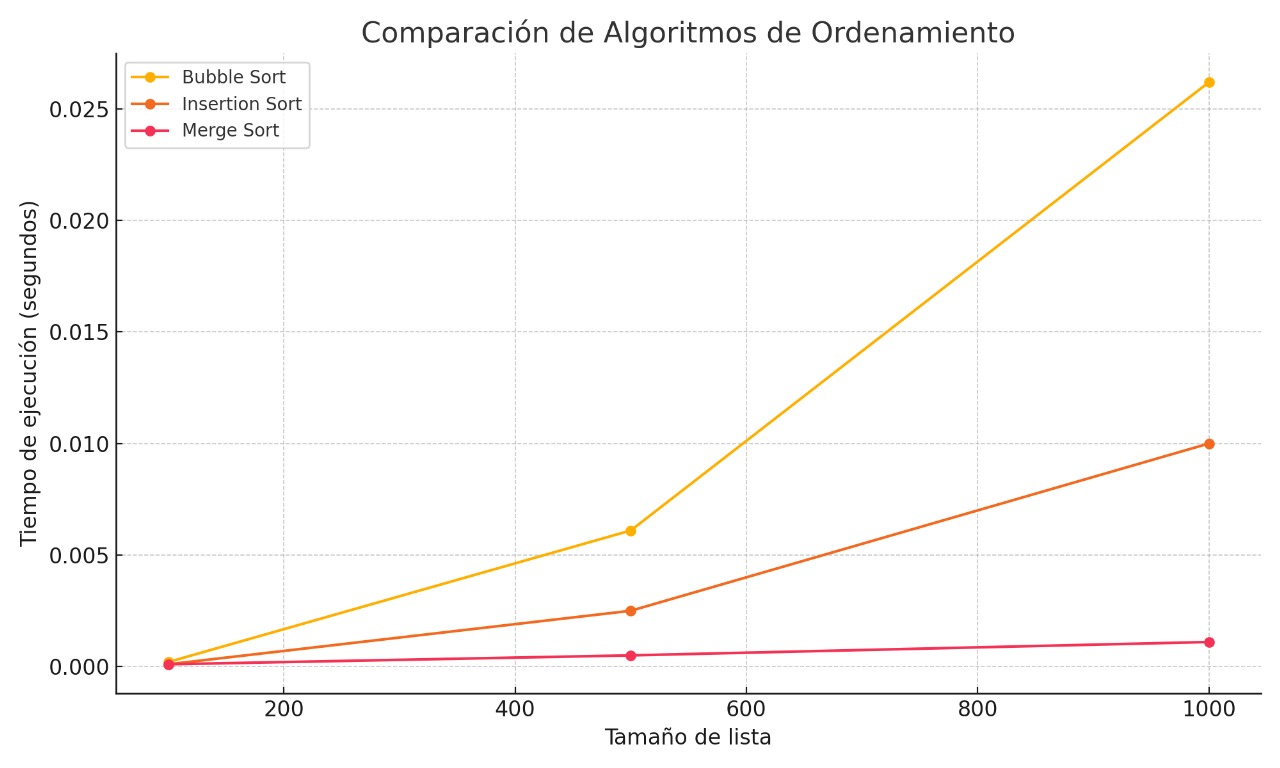 Comparación de Algoritmos de Ordenamiento
Bubble Sort
Insertion Sort
Merge Sort
Tiempo de ejecución (segundos)
0.025
0.020
0.015
0.010
0.005
0.000
200 400 600 800 1000
Tamaño de lista